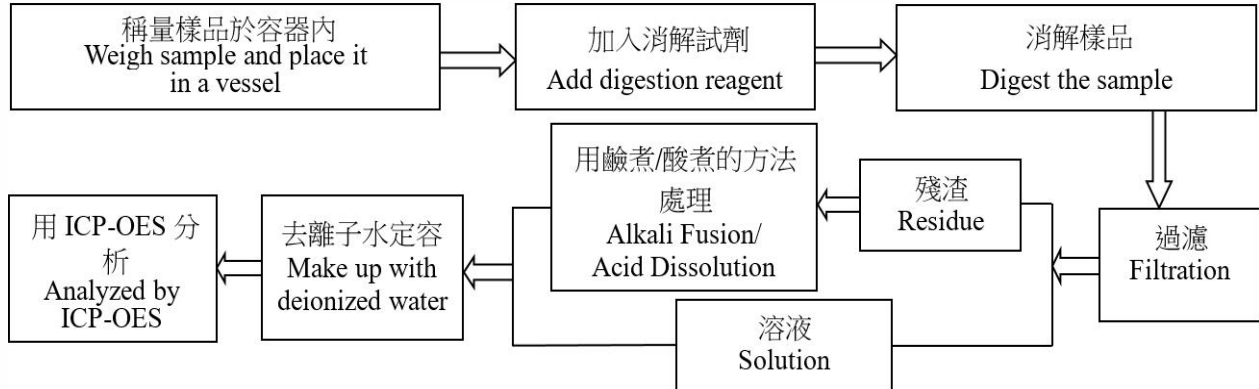 稱量樣品於容器內
Weigh sample and place it
in a vessel
加入消解試劑
Add digestion reagent
消解樣品
Digest the sample
過濾
Filtration
殘渣
Residue
溶液
Solution
用鹼煮/酸煮的方法
處理
Alkali Fusion/
Acid Dissolution
去離子水定容
Make up with
deionized water
用 ICP-OES 分
析
Analyzed by
ICP-OES